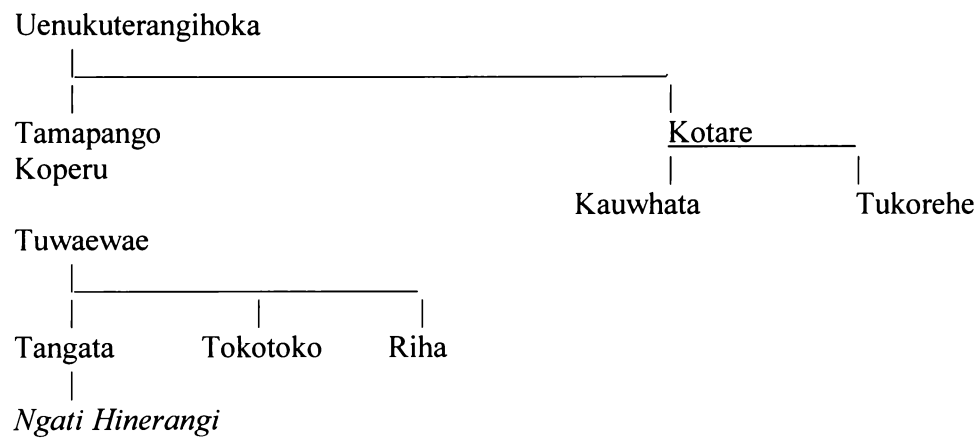 Uenukuterangihoka
Tamapango Kotare
Koperu
Kauwhata Tukorehe
Tuwaewae
Tangata Tokotoko Riha
Ngati Hinerangi